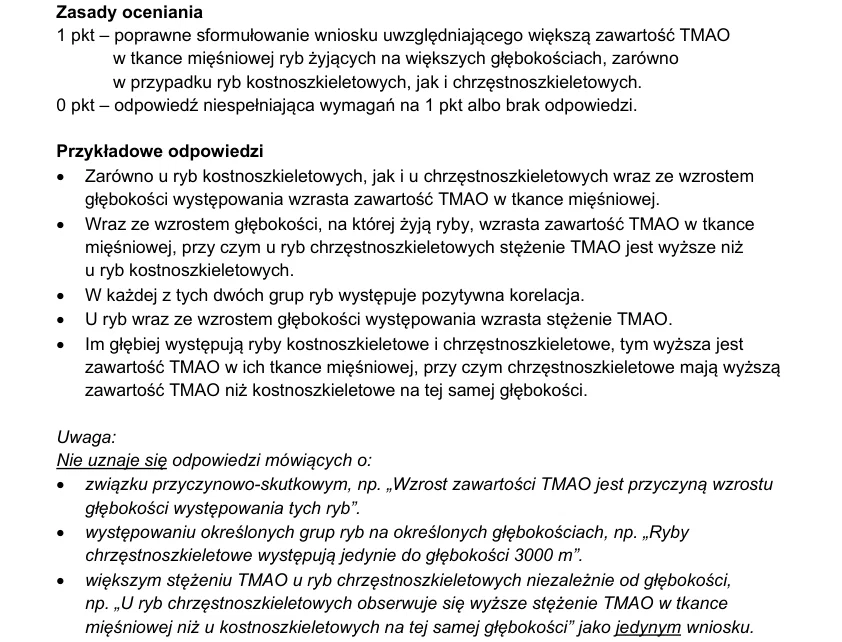 Zasady oceniania
1 pkt – poprawne sformułowanie wniosku uwzględniającego większą zawartość TMAO
w tkance mięśniowej ryb żyjących na większych głębokościach, zarówno
w przypadku ryb kostnoszkieletowych, jak i chrzęstnoszkieletowych.
0 pkt – odpowiedź niespełniająca wymagań na 1 pkt albo brak odpowiedzi.
Przykładowe odpowiedzi
• Zarówno u ryb kostnoszkieletowych, jak i u chrzęstnoszkieletowych wraz ze wzrostem
głębokości występowania wzrasta zawartość TMAO w tkance mięśniowej.
• Wraz ze wzrostem głębokości, na której żyją ryby, wzrasta zawartość TMAO w tkance
mięśniowej, przy czym u ryb chrzęstnoszkieletowych stężenie TMAO jest wyższe niż
u ryb kostnoszkieletowych.
• W każdej z tych dwóch grup ryb występuje pozytywna korelacja.
• U ryb wraz ze wzrostem głębokości występowania wzrasta stężenie TMAO.
• Im głębiej występują ryby kostnoszkieletowe i chrzęstnoszkieletowe, tym wyższa jest
zawartość TMAO w ich tkance mięśniowej, przy czym chrzęstnoszkieletowe mają wyższą
zawartość TMAO niż kostnoszkieletowe na tej samej głębokości.
Uwaga:
Nie uznaje się odpowiedzi mówiących o:
• związku przyczynowo-skutkowym, np. „Wzrost zawartości TMAO jest przyczyną wzrostu
głębokości występowania tych ryb”.
• występowaniu określonych grup ryb na określonych głębokościach, np. „Ryby
chrzęstnoszkieletowe występują jedynie do głębokości 3000 m”.
• większym stężeniu TMAO u ryb chrzęstnoszkieletowych niezależnie od głębokości,
np. „U ryb chrzęstnoszkieletowych obserwuje się wyższe stężenie TMAO w tkance
mięśniowej niż u kostnoszkieletowych na tej samej głębokości” jako jedynym wniosku.